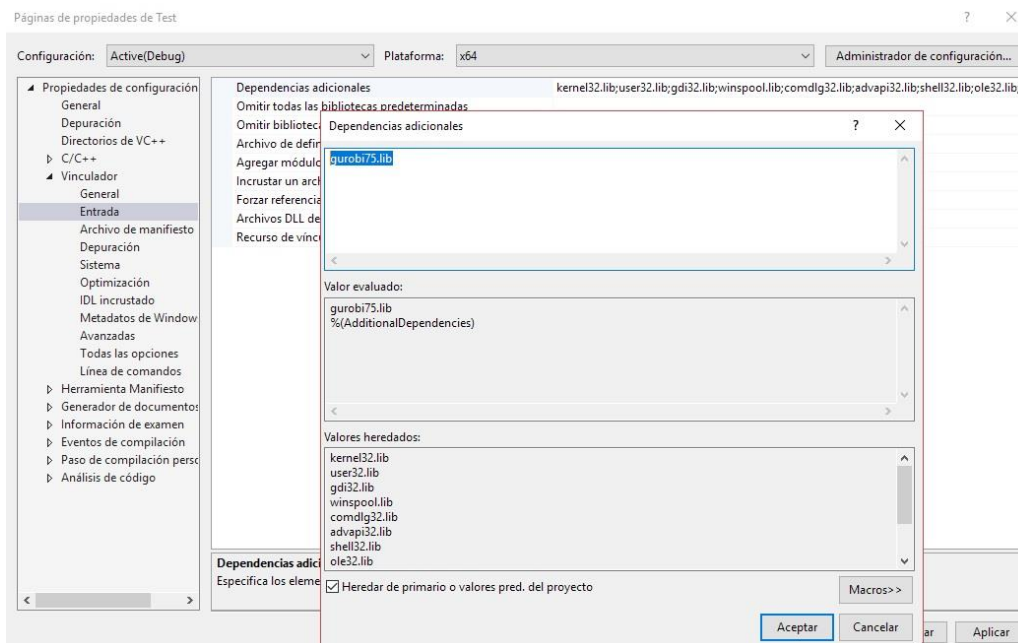 Páginas de propiedades de Test
?
Configuración: Active(Debug) Plataforma: x64 Administrador de configuración...
Propiedades de configuración
General
Depuración
Directorios de VC++
C/C++
Vinculador
General
Entrada
Archivo de manifiesto
Depuración
Sistema
Optimización
IDL incrustado
Metadatos de Window
Avanzadas
Todas las opciones
Línea de comandos
Herramienta Manifiesto
Generador de documentos
Información de examen
Eventos de compilación
Paso de compilación perso
Análisis de código
Dependencias adicionales kernel32.lib;user32.lib;gdi32.lib;winspool.lib;comdlg32.lib;advapi32.lib;shell32.lib;ole32.lib;
Omitir todas las bibliotecas predeterminadas
Omitir bibliotec
Archivo de defin
Agregar módulo
Incrustar un arch
Forzar referencia
Archivos DLL de
Recurso de vínc
Dependencias adicionales ?
gurobi75.lib
Valor evaluado:
gurobi75.lib
%(AdditionalDependencies)
Valores heredados:
kernel32.lib
user32.lib
gdi32.lib
winspool.lib
comdlg32.lib
advapi32.lib
shell32.lib
ole32.lib
Heredar de primario o valores pred. del proyecto
Macros>>
Aceptar Cancelar
Dependencias adici
Especifica los eleme
ar Aplicar